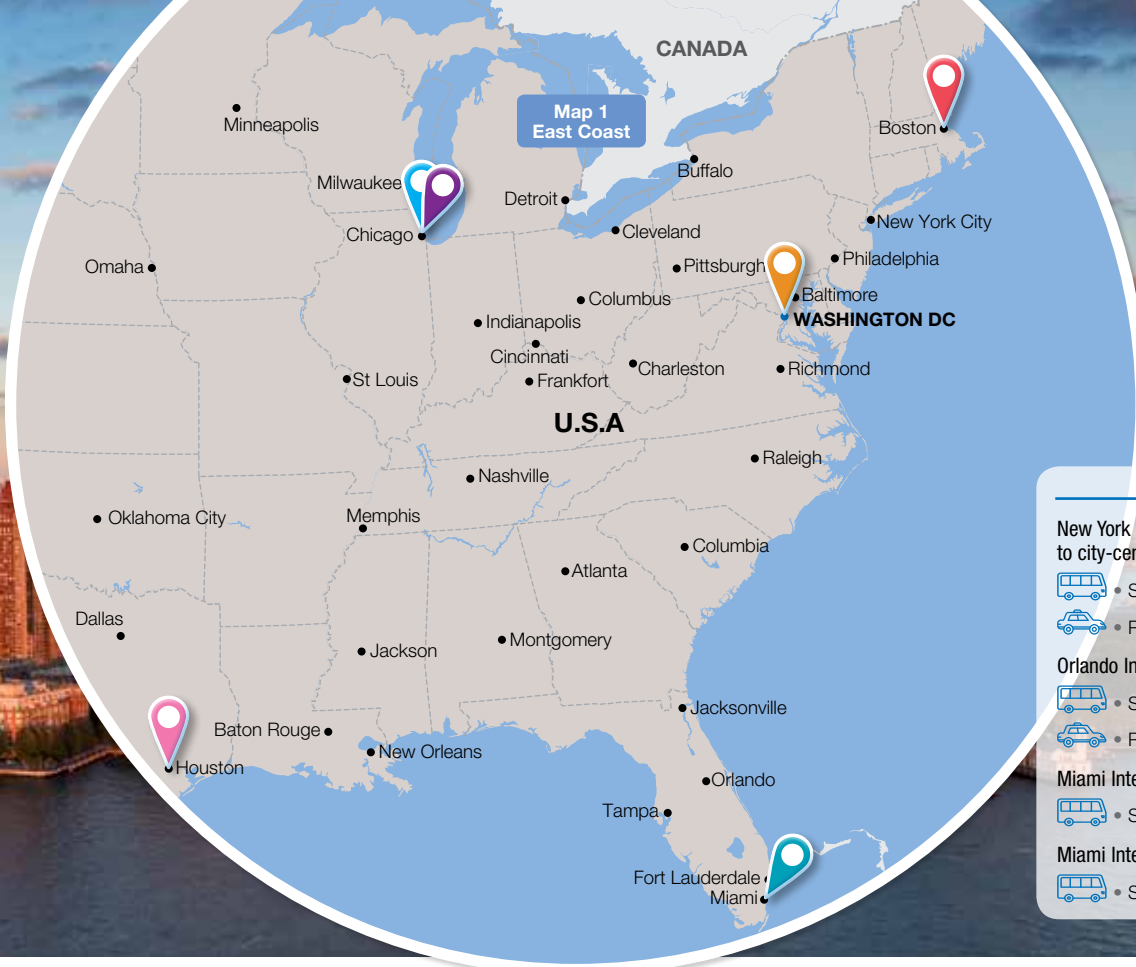 CANADA
Map 1
East Coast
Minneapolis
Boston
Buffalo
Milwaukee
Detroit
New York City
Cleveland
Chicago
Philadelphia
Omaha
Pittsburgh
Baltimore
Columbus
WASHINGTON DC
Indianapolis
Cincinnati
Charleston
Richmond
St Louis
Frankfort
U.S.A
Raleigh
Nashville
Memphis
Oklahoma City
Columbia
Atlanta
Dallas
Montgomery
Jackson
Jacksonville
Baton Rouge
New Orleans
Houston
Orlando
Tampa
Fort Lauderdale
Miami
New York
to city-cen
• S
• P
Orlando In
• S
• P
Miami Inte
• S
Miami Inte
• S